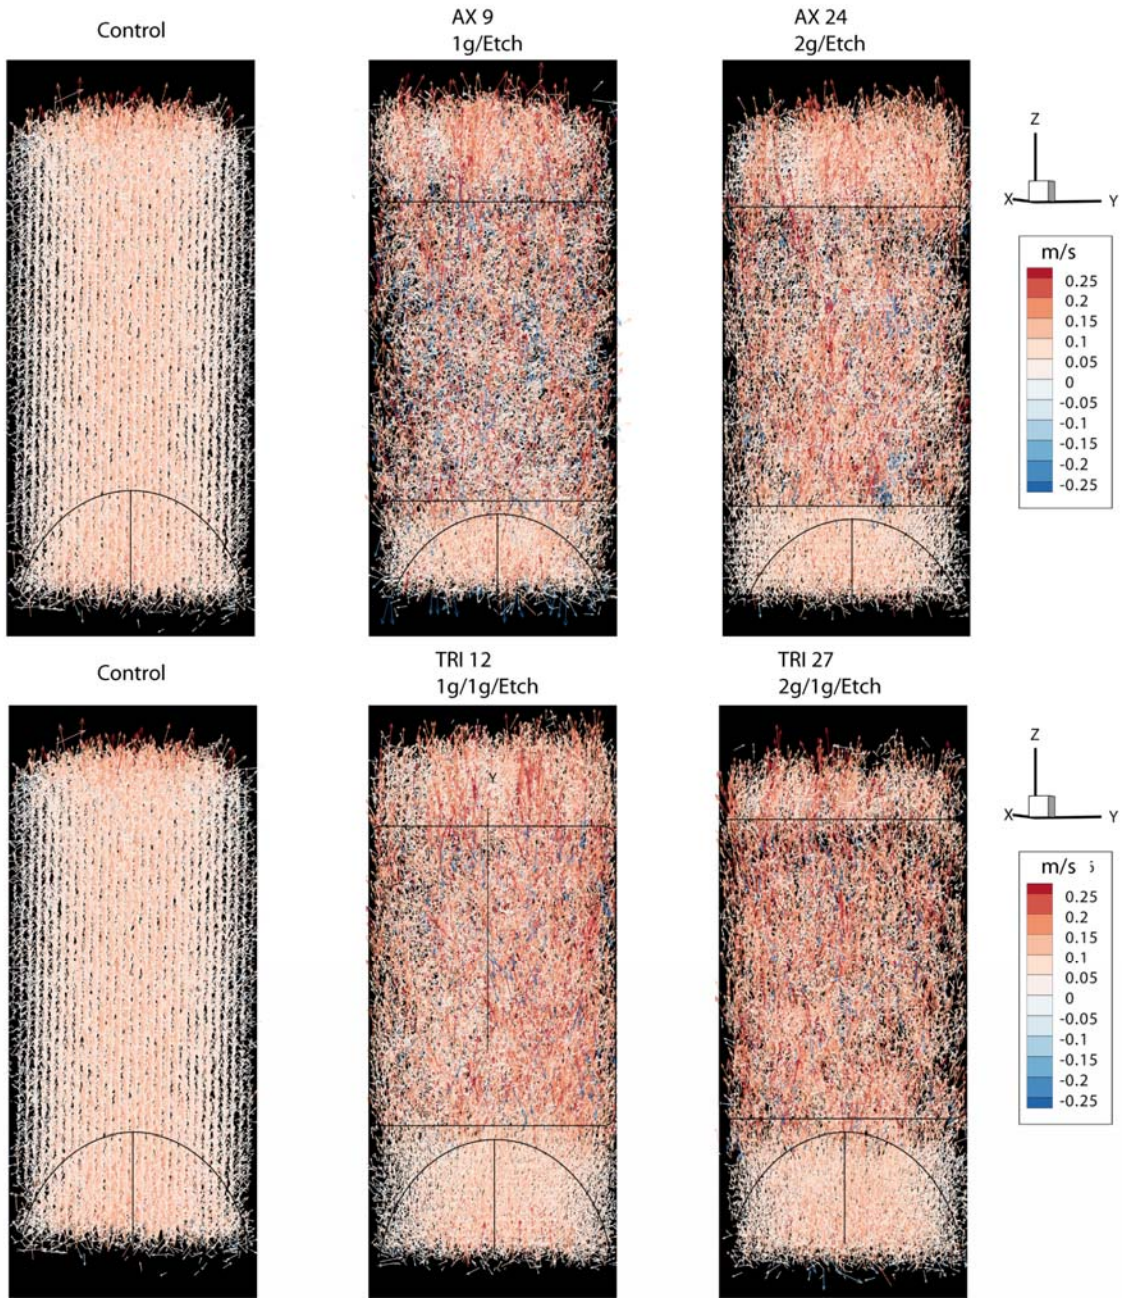 Control
AX 9
1g/Etch
AX 24
2g/Etch
Z
X
Y
m/s
0.25
0.2
0.15
0.1
0.05
0
-0.05
-0.1
-0.15
-0.2
-0.25
Control
TRI 12
1g/1g/Etch
TRI 27
2g/1g/Etch
Y
Z
X
Y
m/s
0.25
0.2
0.15
0.1
0.05
0
-0.05
-0.1
-0.15
-0.2
-0.25